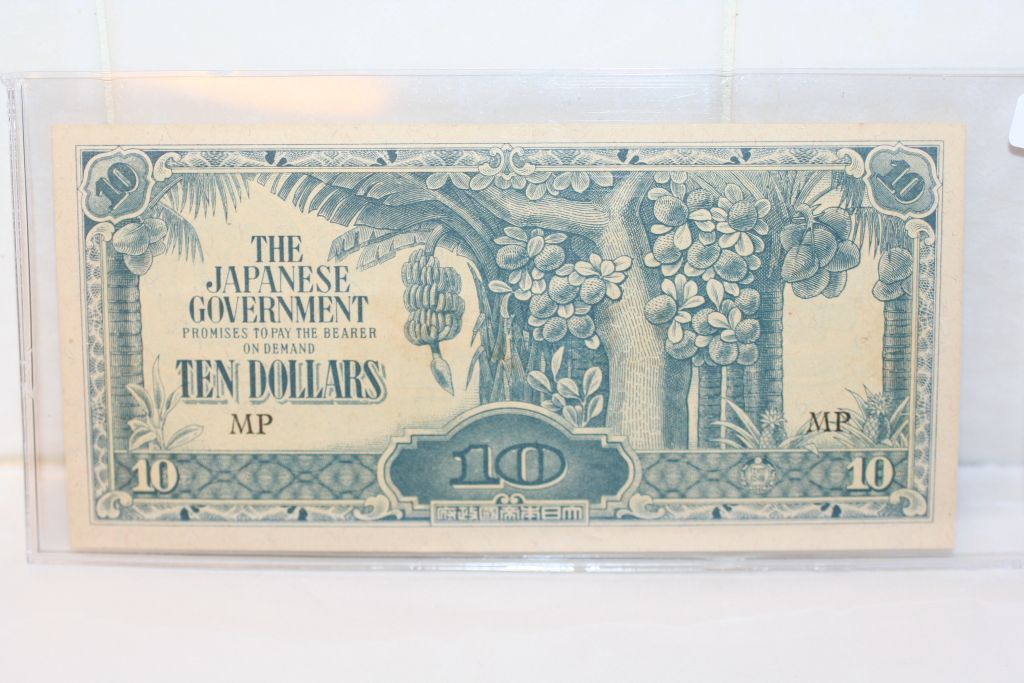 10
10
THE
JAPANESE
GOVERNMENT
PROMISES TO PAY THE BEARER
ON DEMAND
TEN DOLLARS
MP
MP
10
10
10
府政國帝本日大